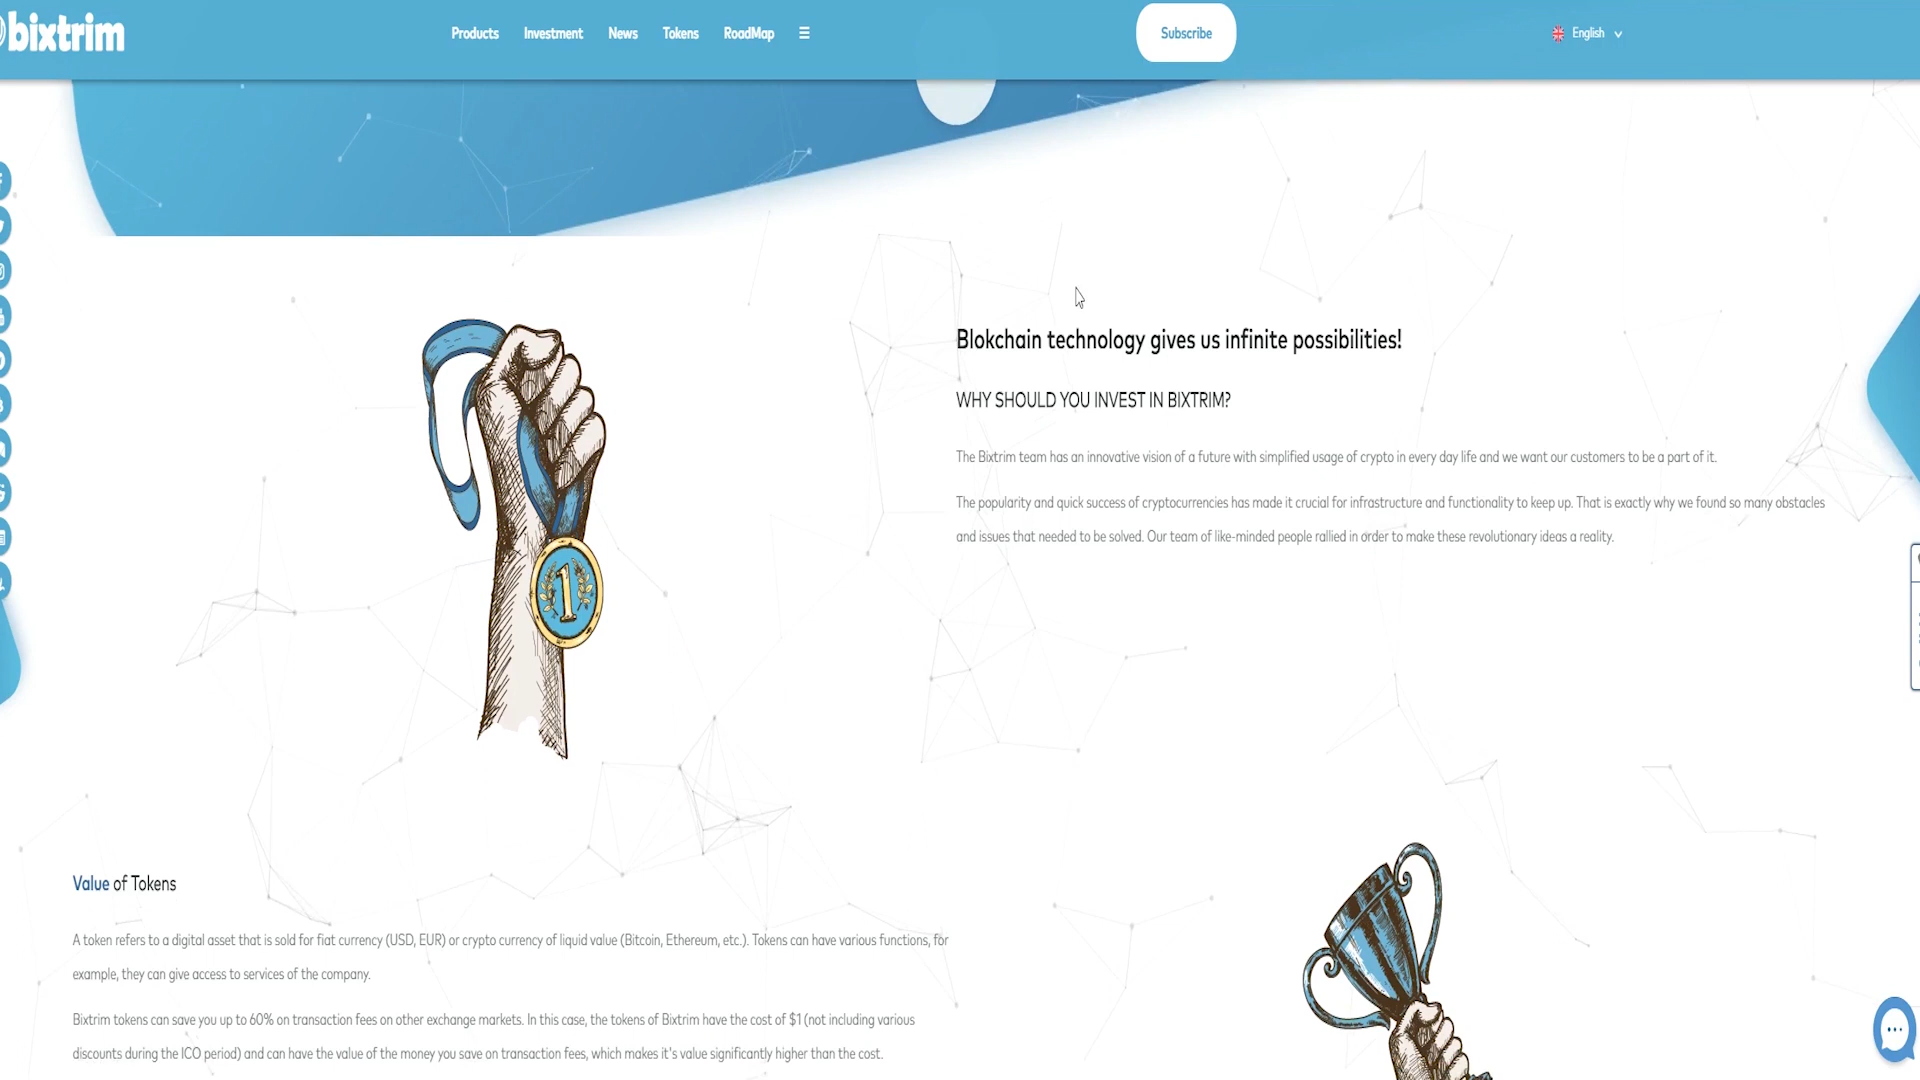 bixtrim
Products Investment News Tokens RoadMap
Subscribe
English
Blokchain technology gives us infinite possibilities!
WHY SHOULD YOU INVEST IN BIXTRIM?
The Bixtrim team has an innovative vision of a future with simplified usage of crypto in every day life and we want our customers to be a part of it.
The popularity and quick success of cryptocurrencies has made it crucial for infrastructure and functionality to keep up. That is exactly why we found so many obstacles
and issues that needed to be solved. Our team of like-minded people rallied in order to make these revolutionary ideas a reality.
1
Value of Tokens
A token refers to a digital asset that is sold for fiat currency (USD, EUR) or crypto currency of liquid value (Bitcoin, Ethereum, etc.). Tokens can have various functions, for
example, they can give access to services of the company.
Bixtrim tokens can save you up to 60% on transaction fees on other exchange markets. In this case, the tokens of Bixtrim have the cost of $1 (not including various
discounts during the ICO period) and can have the value of the money you save on transaction fees, which makes it's value significantly higher than the cost.